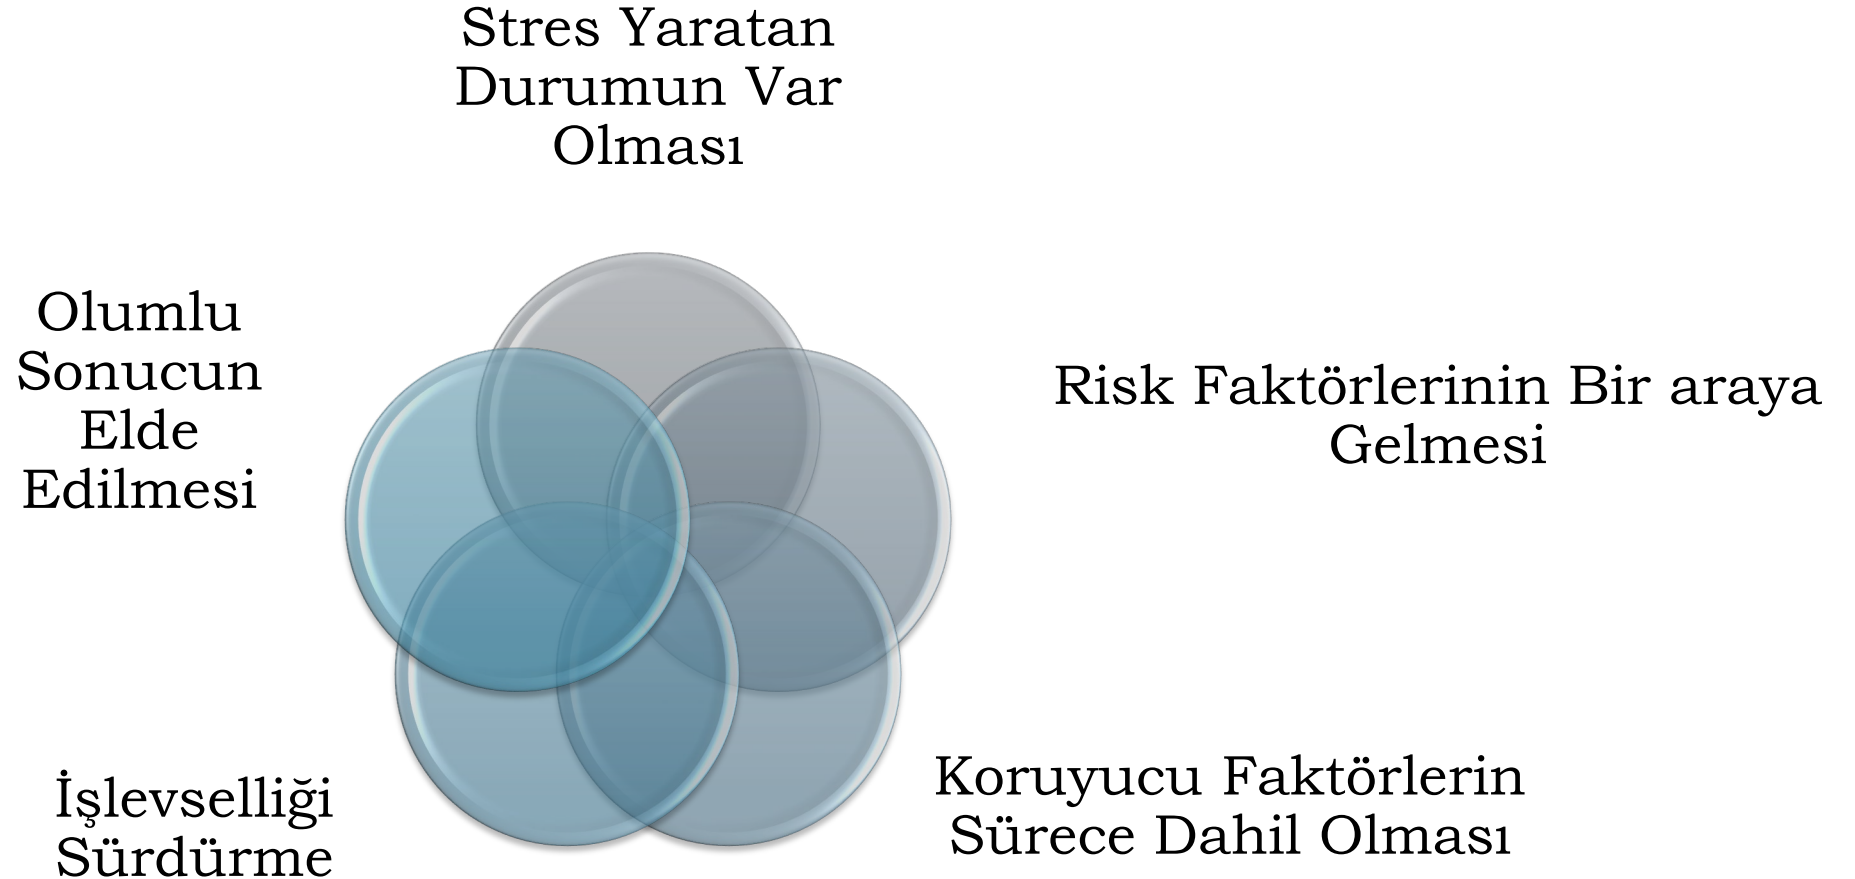 Stres Yaratan
Durumun Var
Olması
Risk Faktörlerinin Bir araya
Gelmesi
Koruyucu Faktörlerin
Sürece Dahil Olması
İşlevselliği
Sürdürme
Olumlu
Sonucun
Elde
Edilmesi